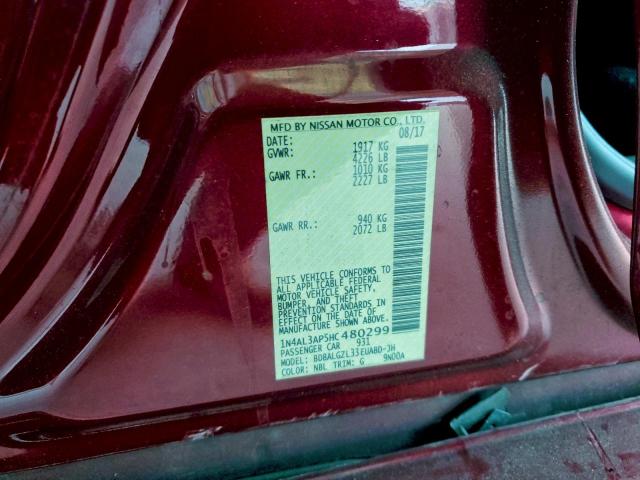 MFD BY NISSAN MOTOR CO., LTD.
DATE: 08/17
GVWR: 1917 KG
4226 LB
GAWR FR.: 1010 KG
2227 LB
GAWR RR.: 940 KG
2072 LB
THIS VEHICLE CONFORMS TO
ALL APPLICABLE FEDERAL
MOTOR VEHICLE SAFETY,
BUMPER, AND THEFT
PREVENTION STANDARDS IN
EFFECT ON THE DATE OF
MANUFACTURE SHOWN ABOVE.
1N4AL3AP5HC480299
PASSENGER CAR 931
MODEL: BDBALGZL33EUABD-JH
COLOR: NBL TRIM: G 9N00A